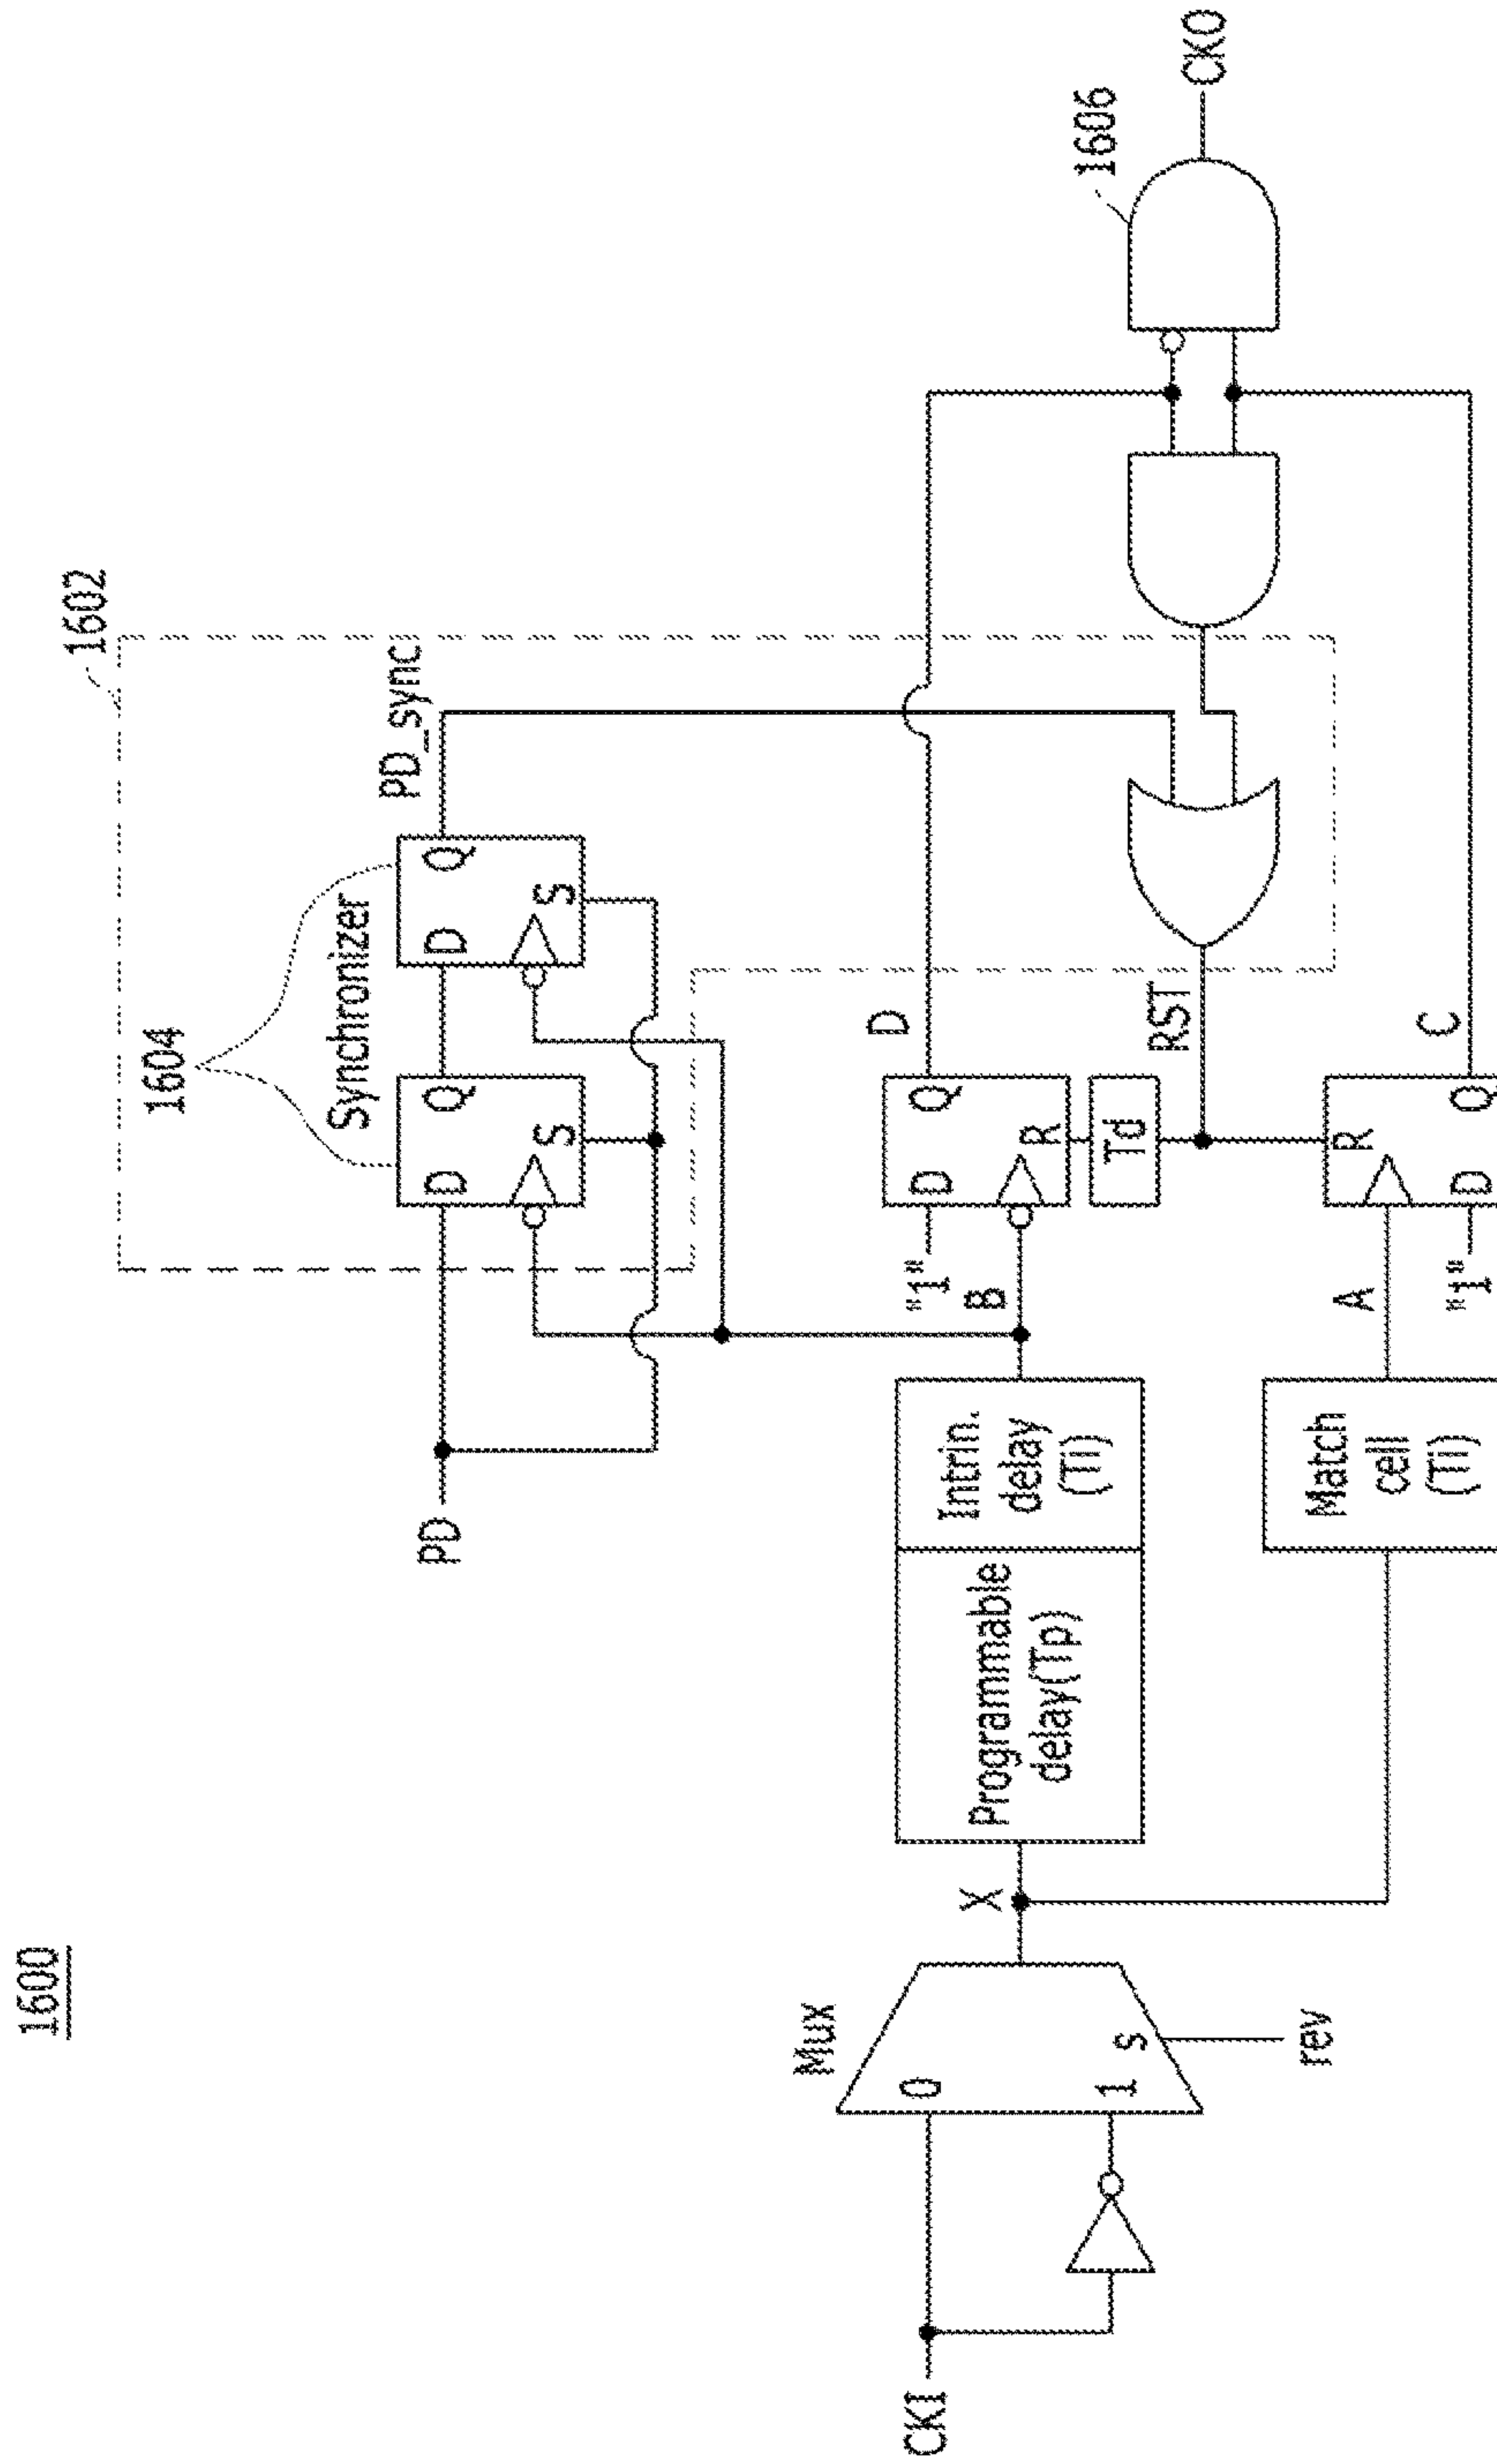 1600
1602
1604
Synchronizer
PD_sync
PD
D
Q
S
D
Q
S
CKI
Mux
0
1
s
rev
X
Programmable
delay(Tp)
Intrin.
delay
(Ti)
Match
cell
(Ti)
B
"1"
D
Q
R
D
Td
RST
A
"1"
R
D
Q
C
1606
CKO